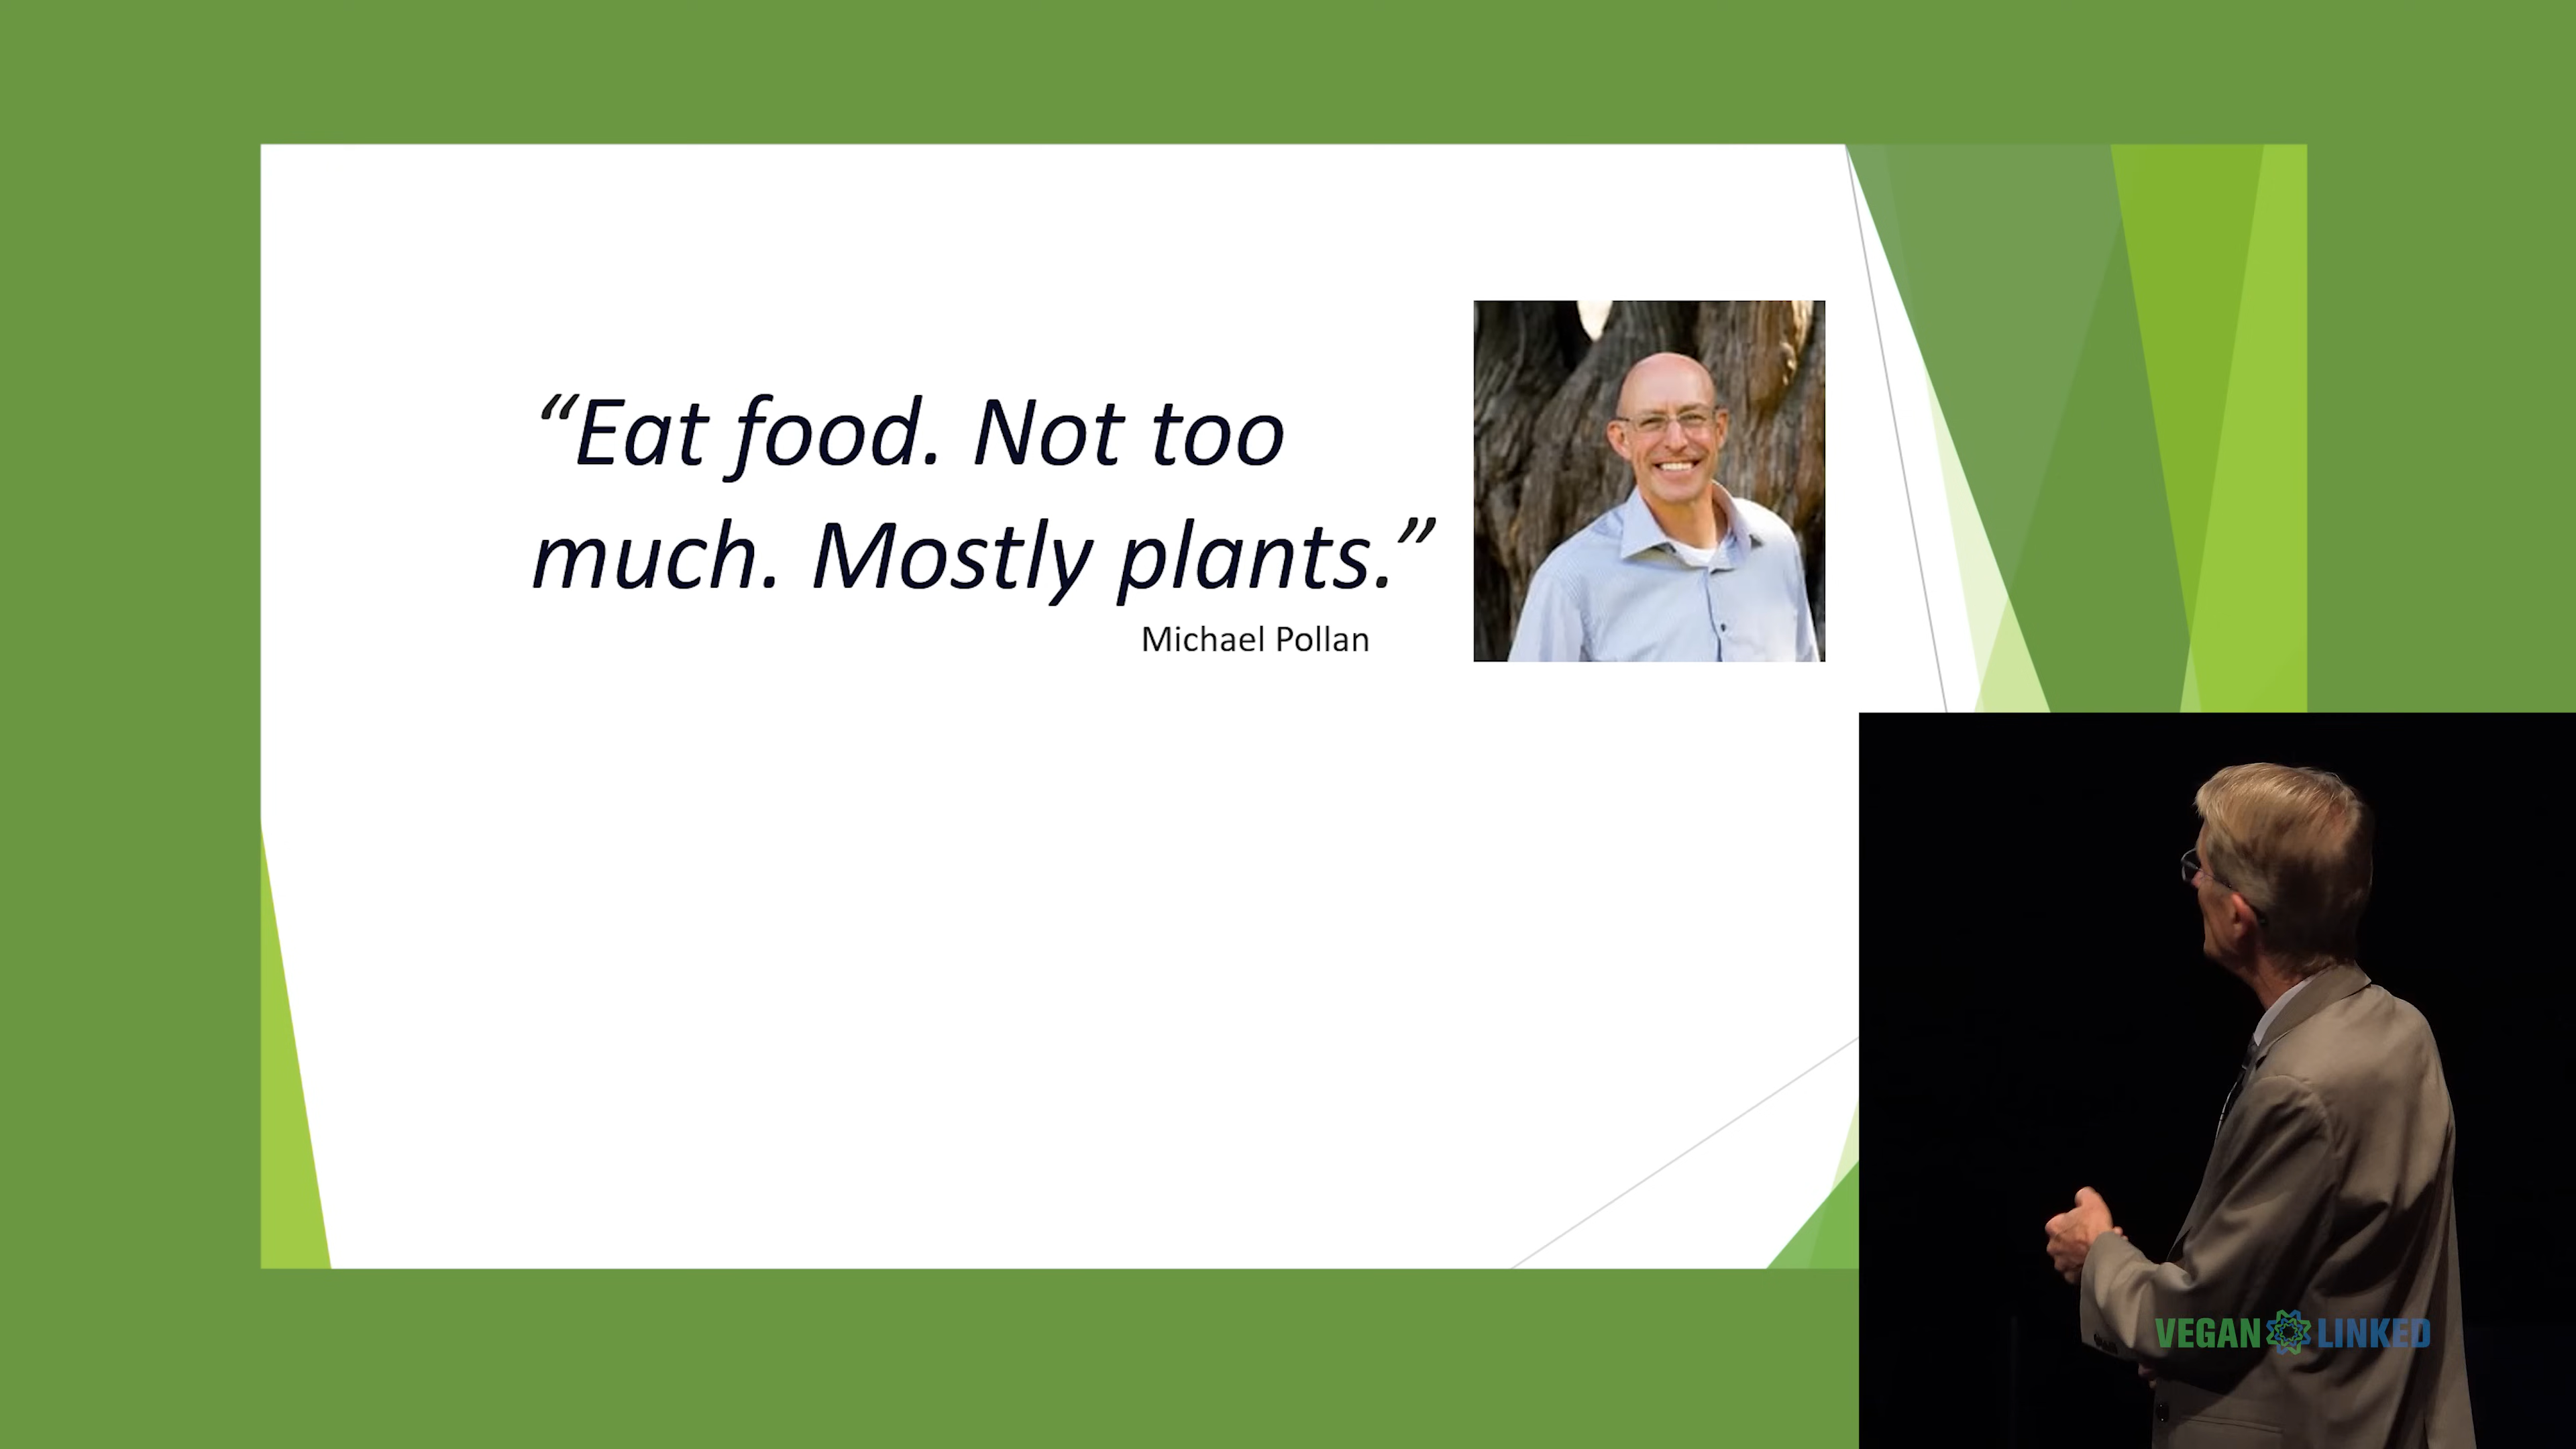 “Eat food. Not too
much. Mostly plants.”
Michael Pollan
VEGAN LINKED